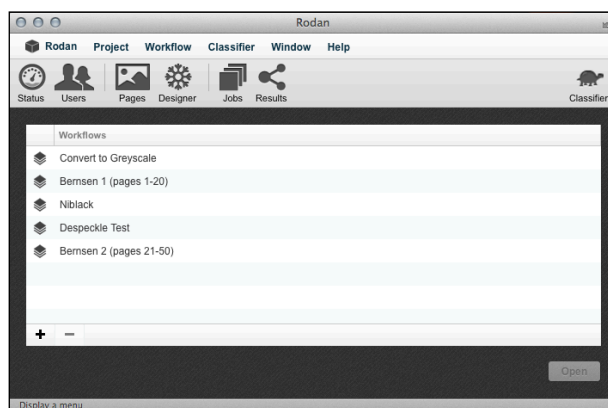 Rodan
Rodan Project Workflow Classifier Window Help
Status Users Pages Designer Jobs Results Classifier
Workflows
Convert to Greyscale
Bernsen 1 (pages 1-20)
Niblack
Despeckle Test
Bernsen 2 (pages 21-50)
Open
Display a menu